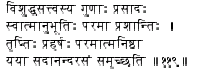 विशुद्धसत्त्वस्य गुणाः प्रसादः
स्वात्मानुभूतिः परमा प्रशान्तिः ।
तृप्तिः प्रहर्षः परमात्मनिष्ठा
यया सदानन्दरसं समृच्छति ॥ ११९ ॥